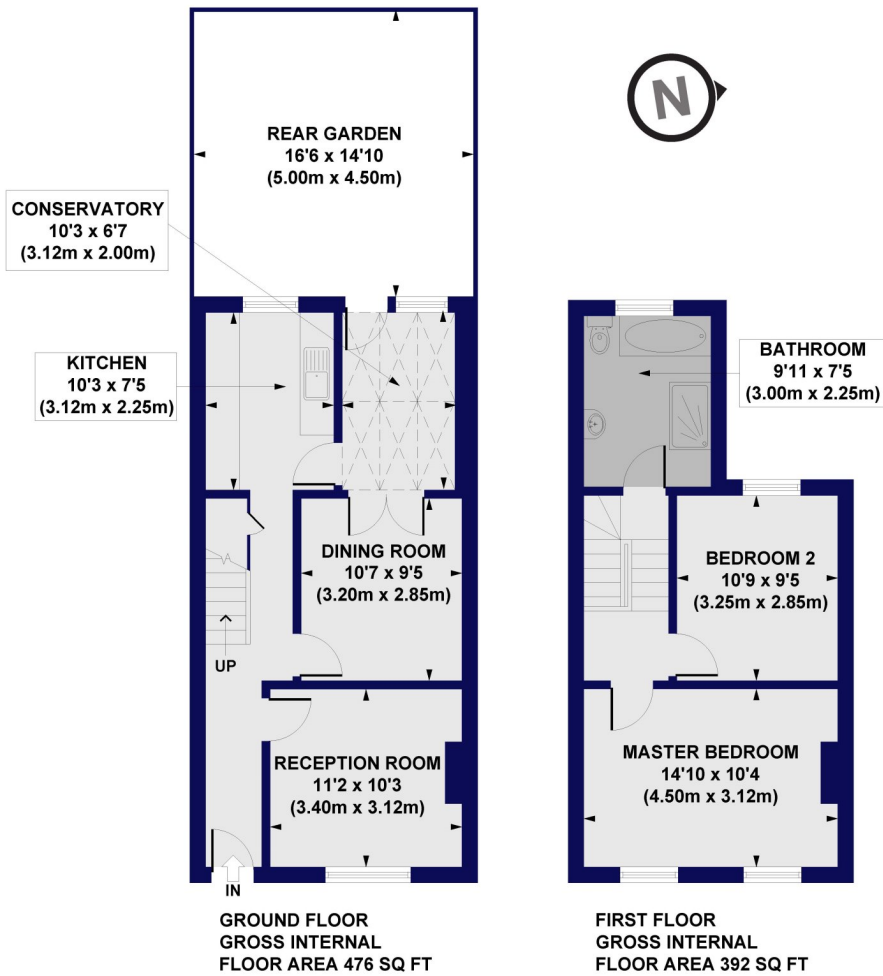 REAR GARDEN
16'6 x 14'10
(5.00m x 4.50m)
N
CONSERVATORY
10'3 x 6'7
(3.12m x 2.00m)
KITCHEN
10'3 x 7'5
(3.12m x 2.25m)
BATHROOM
9'11 x 7'5
(3.00m x 2.25m)
DINING ROOM
10'7 x 9'5
(3.20m x 2.85m)
BEDROOM 2
10'9 x 9'5
(3.25m x 2.85m)
UP
RECEPTION ROOM
11'2 x 10'3
(3.40m x 3.12m)
MASTER BEDROOM
14'10 x 10'4
(4.50m x 3.12m)
IN
GROUND FLOOR
GROSS INTERNAL
FLOOR AREA 476 SQ FT
FIRST FLOOR
GROSS INTERNAL
FLOOR AREA 392 SQ FT